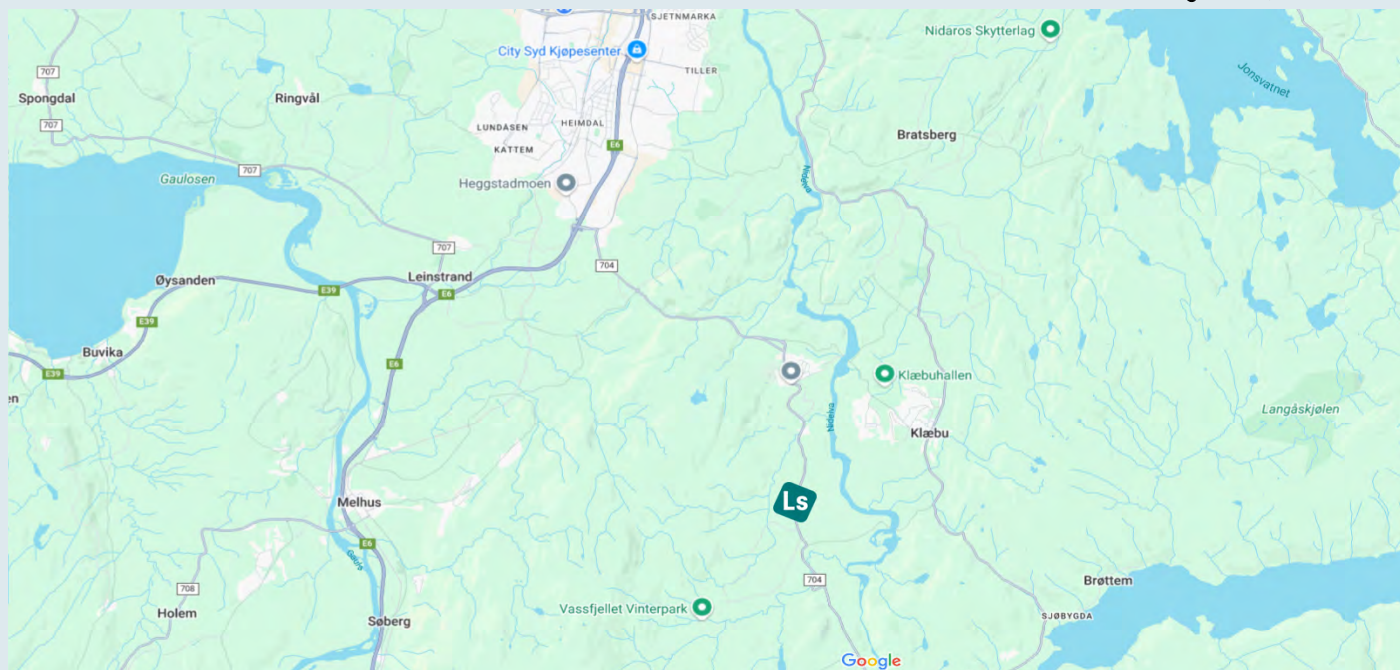 SJETNMARKA
Nidaros Skytterlag
City Syd Kjøpesenter
707
TILLER
Jonsvatnet
Spongdal
Ringvål
707
LUNDÅSEN
HEIMDAL
Bratsberg
KATTEM
E6
707
Gaulosen
Heggstadmoen
Nidelva
707
704
Leinstrand
Øysanden
E39
E6
E39
Buvika
E6
E39
Klæbuhallen
en
Nidelva
Langåskjølen
Klæbu
Melhus
Ls
E6
Gaula
704
Brøttem
708
Holem
Vassfjellet Vinterpark
SJØBYGDA
Søberg
Google